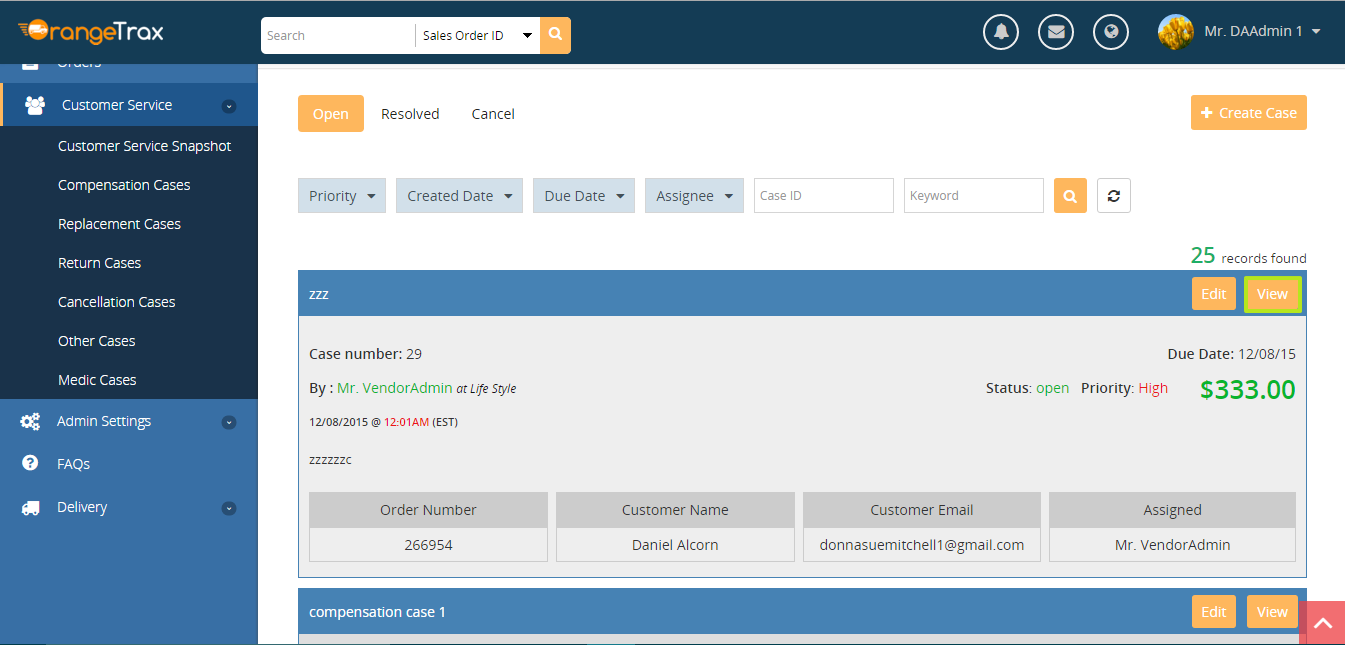 OrangeTrax
Search
Sales Order ID
Mr. DAAdmin 1
Orders
Customer Service
Customer Service Snapshot
Compensation Cases
Replacement Cases
Return Cases
Cancellation Cases
Other Cases
Medic Cases
Admin Settings
FAQs
Delivery
Open Resolved Cancel
+ Create Case
Priority Created Date Due Date Assignee Case ID Keyword
25 records found
zzz Edit View
Case number: 29 Due Date: 12/08/15
By : Mr. VendorAdmin at Life Style Status: open Priority: High $333.00
12/08/2015 @ 12:01AM (EST)
zzzzzzc
Order Number Customer Name Customer Email Assigned
266954 Daniel Alcorn donnasuemitchell1@gmail.com Mr. VendorAdmin
compensation case 1 Edit View